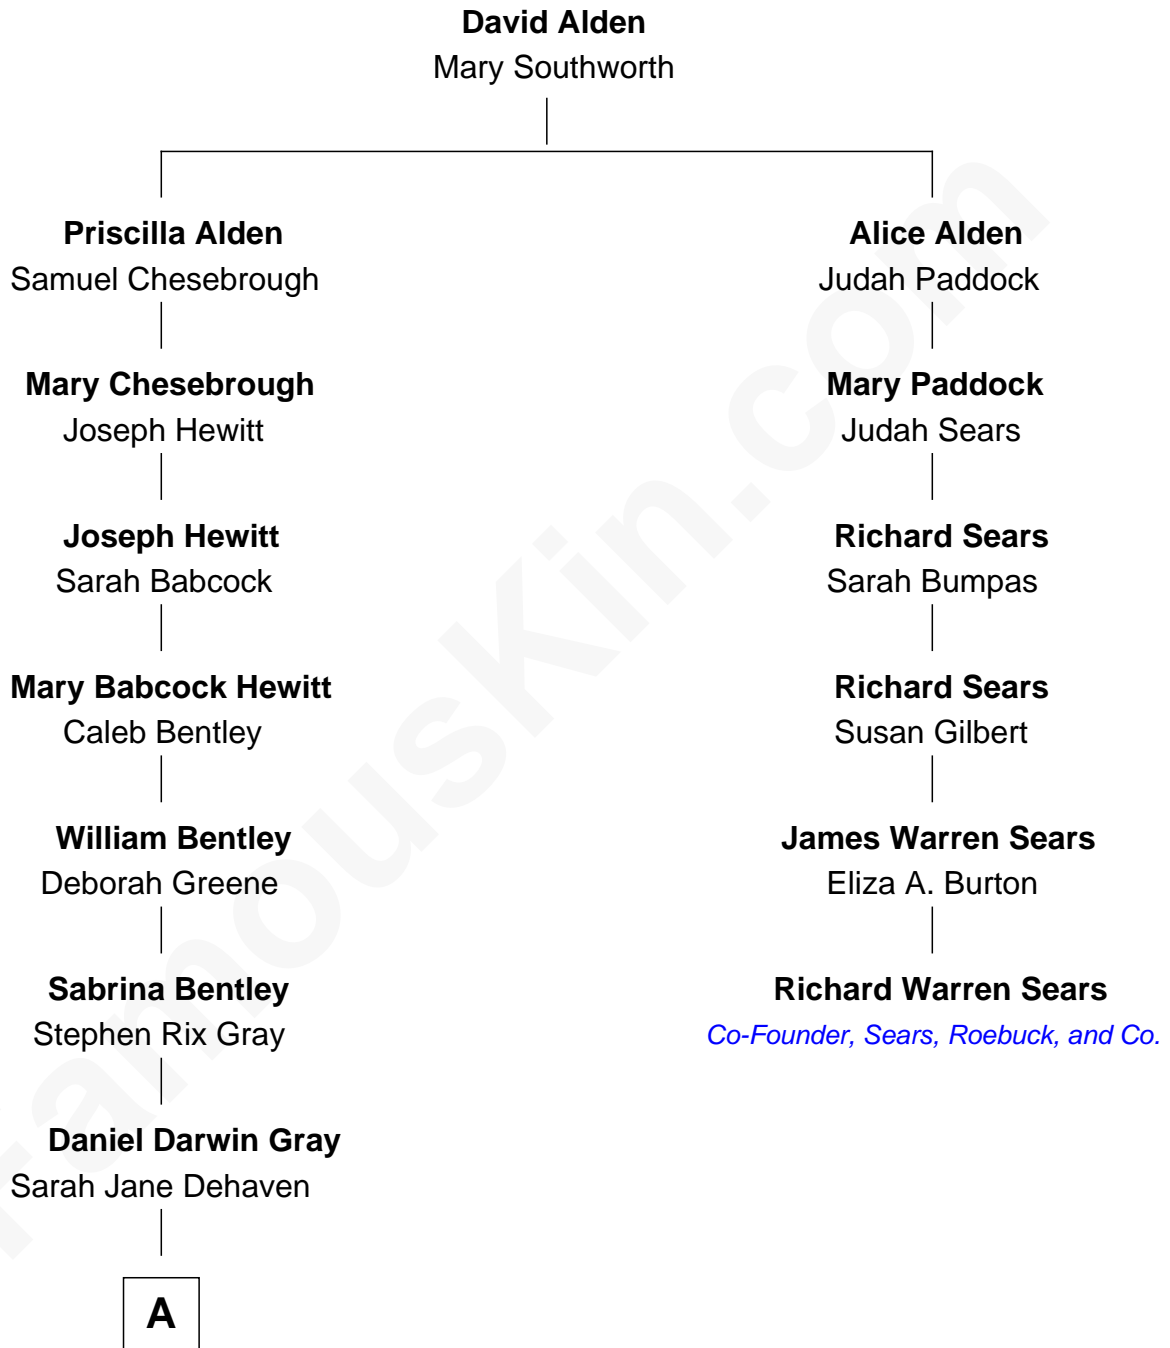 David Alden
Mary Southworth
Priscilla Alden
Samuel Chesebrough
Alice Alden
Judah Paddock
Mary Chesebrough
Joseph Hewitt
Mary Paddock
Judah Sears
Joseph Hewitt
Sarah Babcock
Richard Sears
Sarah Bumpas
Mary Babcock Hewitt
Caleb Bentley
Richard Sears
Susan Gilbert
William Bentley
Deborah Greene
James Warren Sears
Eliza A. Burton
Sabrina Bentley
Stephen Rix Gray
Richard Warren Sears
Co-Founder, Sears, Roebuck, and Co.
Daniel Darwin Gray
Sarah Jane Dehaven
A
FamousKin.com